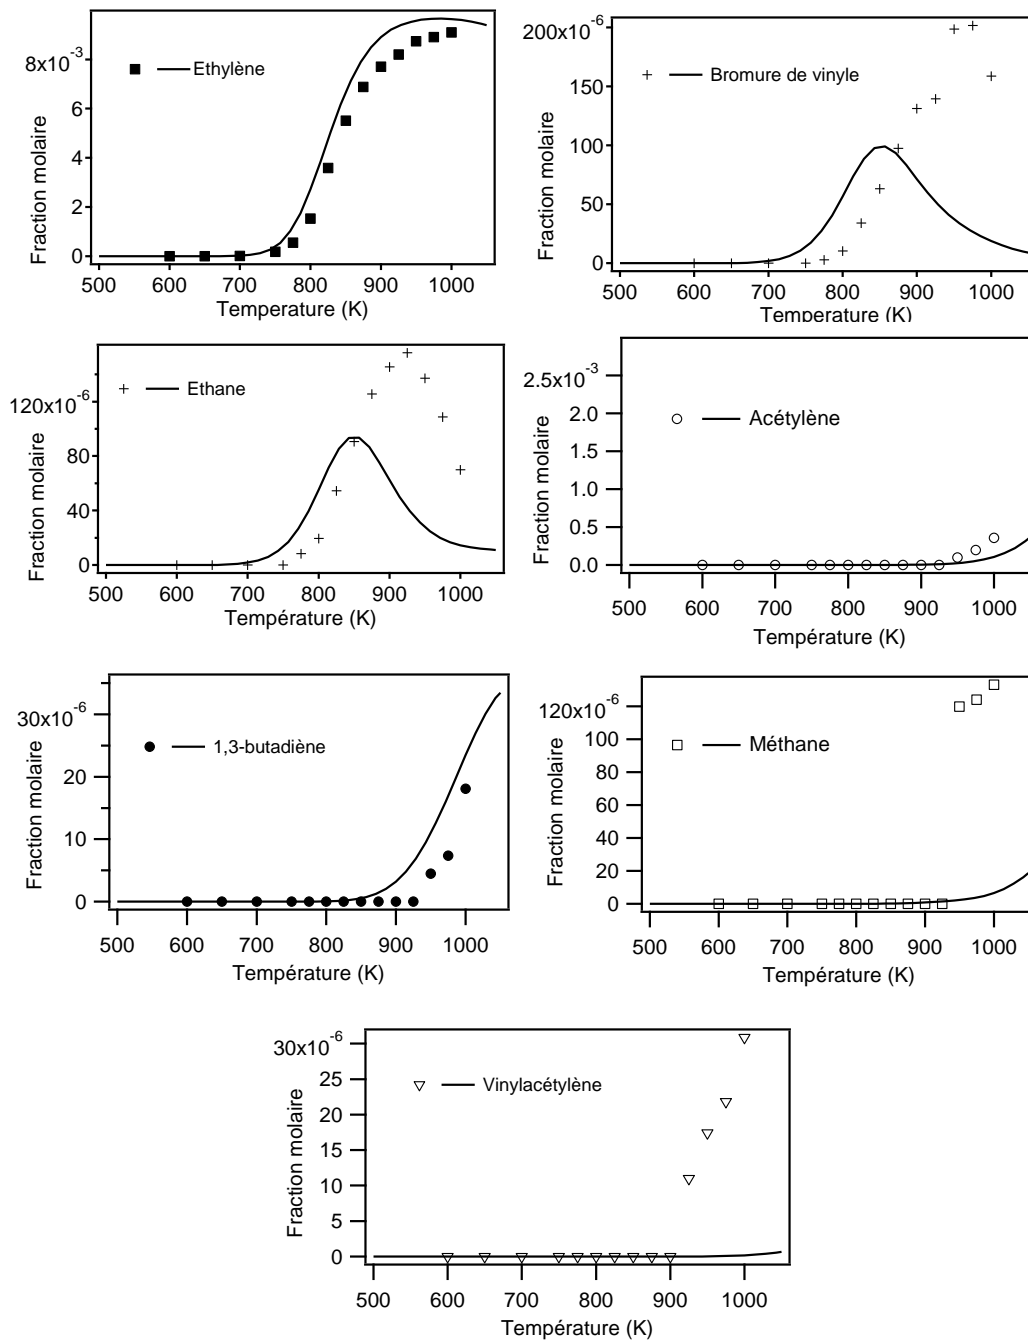 8x10-3
6
4
2
0
Fraction molaire
Ethylène
500 600 700 800 900 1000
Temperature (K)
200x10-6
150
100
50
0
Fraction molaire
Bromure de vinyle
500 600 700 800 900 1000
Température (K)
120x10-6
80
40
0
Fraction molaire
Ethane
500 600 700 800 900 1000
Température (K)
2.5x10-3
2.0
1.5
1.0
0.5
0.0
Fraction molaire
Acétylène
500 600 700 800 900 1000
Température (K)
30x10-6
20
10
0
Fraction molaire
1,3-butadiène
500 600 700 800 900 1000
Température (K)
120x10-6
100
80
60
40
20
0
Fraction molaire
Méthane
500 600 700 800 900 1000
Température (K)
30x10-6
25
20
15
10
5
0
Fraction molaire
Vinylacétylène
500 600 700 800 900 1000
Température (K)